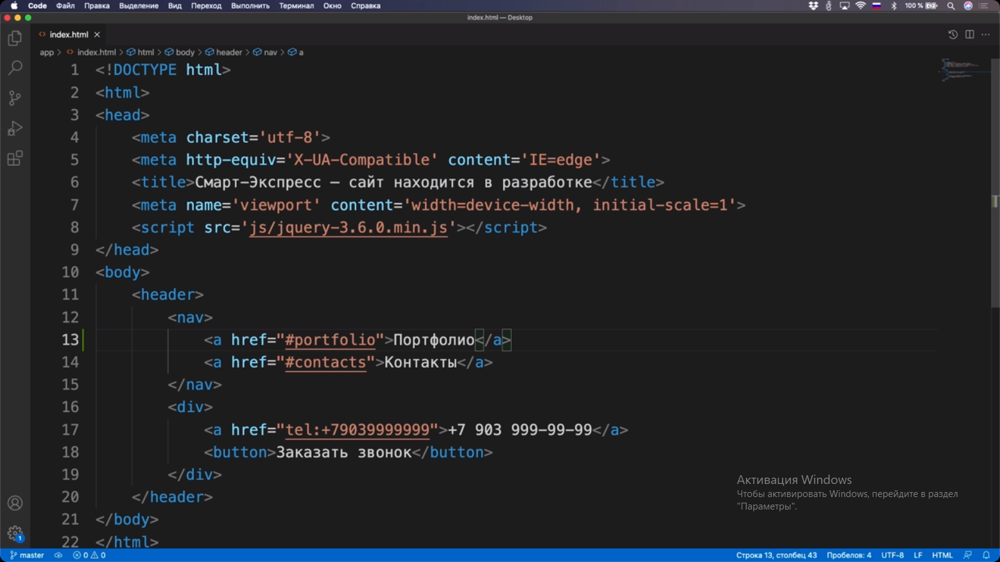 Code Файл Правка Выделение Вид Переход Выполнить Терминал Окно Справка 100 %
index.html — Desktop
index.html
app > index.html > html > body > header > nav > a
1 <!DOCTYPE html>
2 <html>
3 <head>
4 <meta charset='utf-8'>
5 <meta http-equiv='X-UA-Compatible' content='IE=edge'>
6 <title>Смарт-Экспресс – сайт находится в разработке</title>
7 <meta name='viewport' content='width=device-width, initial-scale=1'>
8 <script src='js/jquery-3.6.0.min.js'></script>
9 </head>
10 <body>
11 <header>
12 <nav>
13 <a href="#portfolio">Портфолио</a>
14 <a href="#contacts">Контакты</a>
15 </nav>
16 <div>
17 <a href="tel:+79039999999">+7 903 999-99-99</a>
18 <button>Заказать звонок</button>
19 </div>
20 </header>
21 </body>
22 </html>
Активация Windows
Чтобы активировать Windows, перейдите в раздел
"Параметры".
1
master 0 0 Строка 13, столбец 43 Пробелов: 4 UTF-8 LF HTML